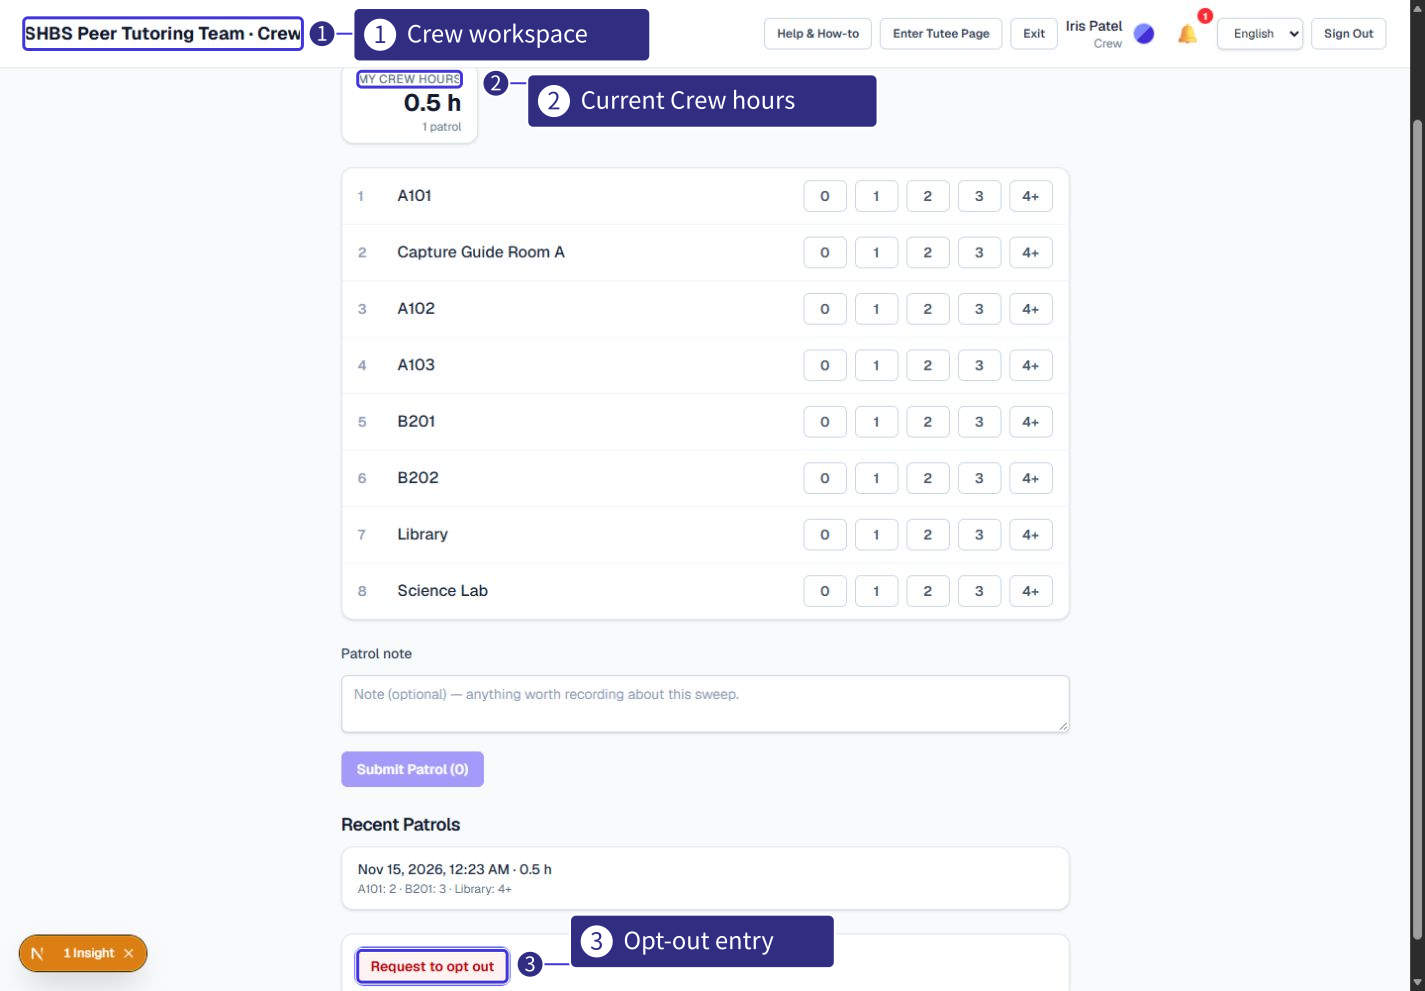 SHBS Peer Tutoring Team · Crew
1
1 Crew workspace
Help & How-to
Enter Tutee Page
Exit
Iris Patel
Crew
1
English
Sign Out
MY CREW HOURS
2
2 Current Crew hours
0.5 h
1 patrol
1 A101 0 1 2 3 4+
2 Capture Guide Room A 0 1 2 3 4+
3 A102 0 1 2 3 4+
4 A103 0 1 2 3 4+
5 B201 0 1 2 3 4+
6 B202 0 1 2 3 4+
7 Library 0 1 2 3 4+
8 Science Lab 0 1 2 3 4+
Patrol note
Note (optional) — anything worth recording about this sweep.
Submit Patrol (0)
Recent Patrols
Nov 15, 2026, 12:23 AM · 0.5 h
A101: 2 · B201: 3 · Library: 4+
N 1 Insight ×
Request to opt out
3
3 Opt-out entry